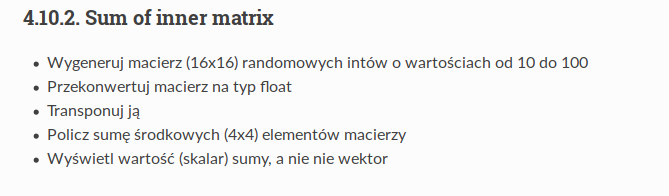 4.10.2. Sum of inner matrix
• Wygeneruj macierz (16x16) randomowych intów o wartościach od 10 do 100
• Przekonwertuj macierz na typ float
• Transponuj ją
• Policz sumę środkowych (4x4) elementów macierzy
• Wyświetl wartość (skalar) sumy, a nie nie wektor